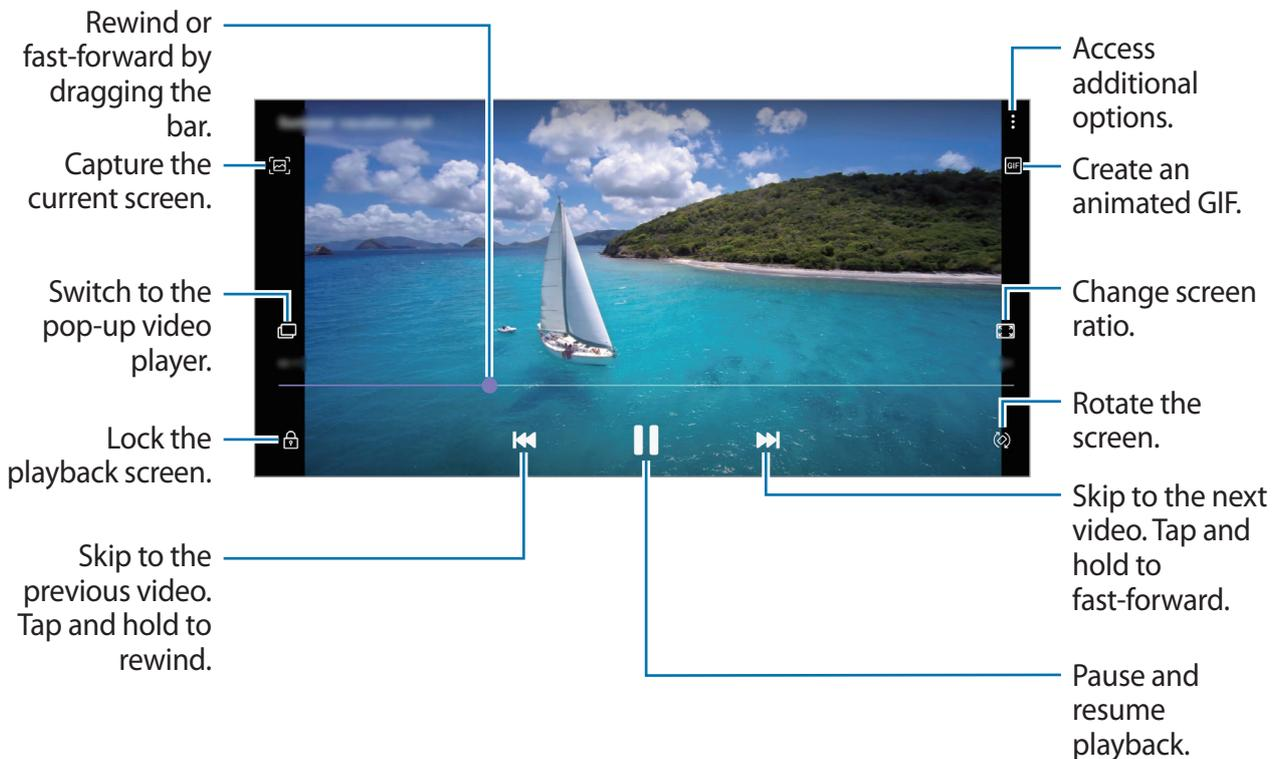 Rewind or
fast-forward by
dragging the
bar.
Capture the
current screen.
Switch to the
pop-up video
player.
Lock the
playback screen.
Skip to the
previous video.
Tap and hold to
rewind.
Access
additional
options.
GIF
Create an
animated GIF.
Change screen
ratio.
Rotate the
screen.
Skip to the next
video. Tap and
hold to
fast-forward.
Pause and
resume
playback.